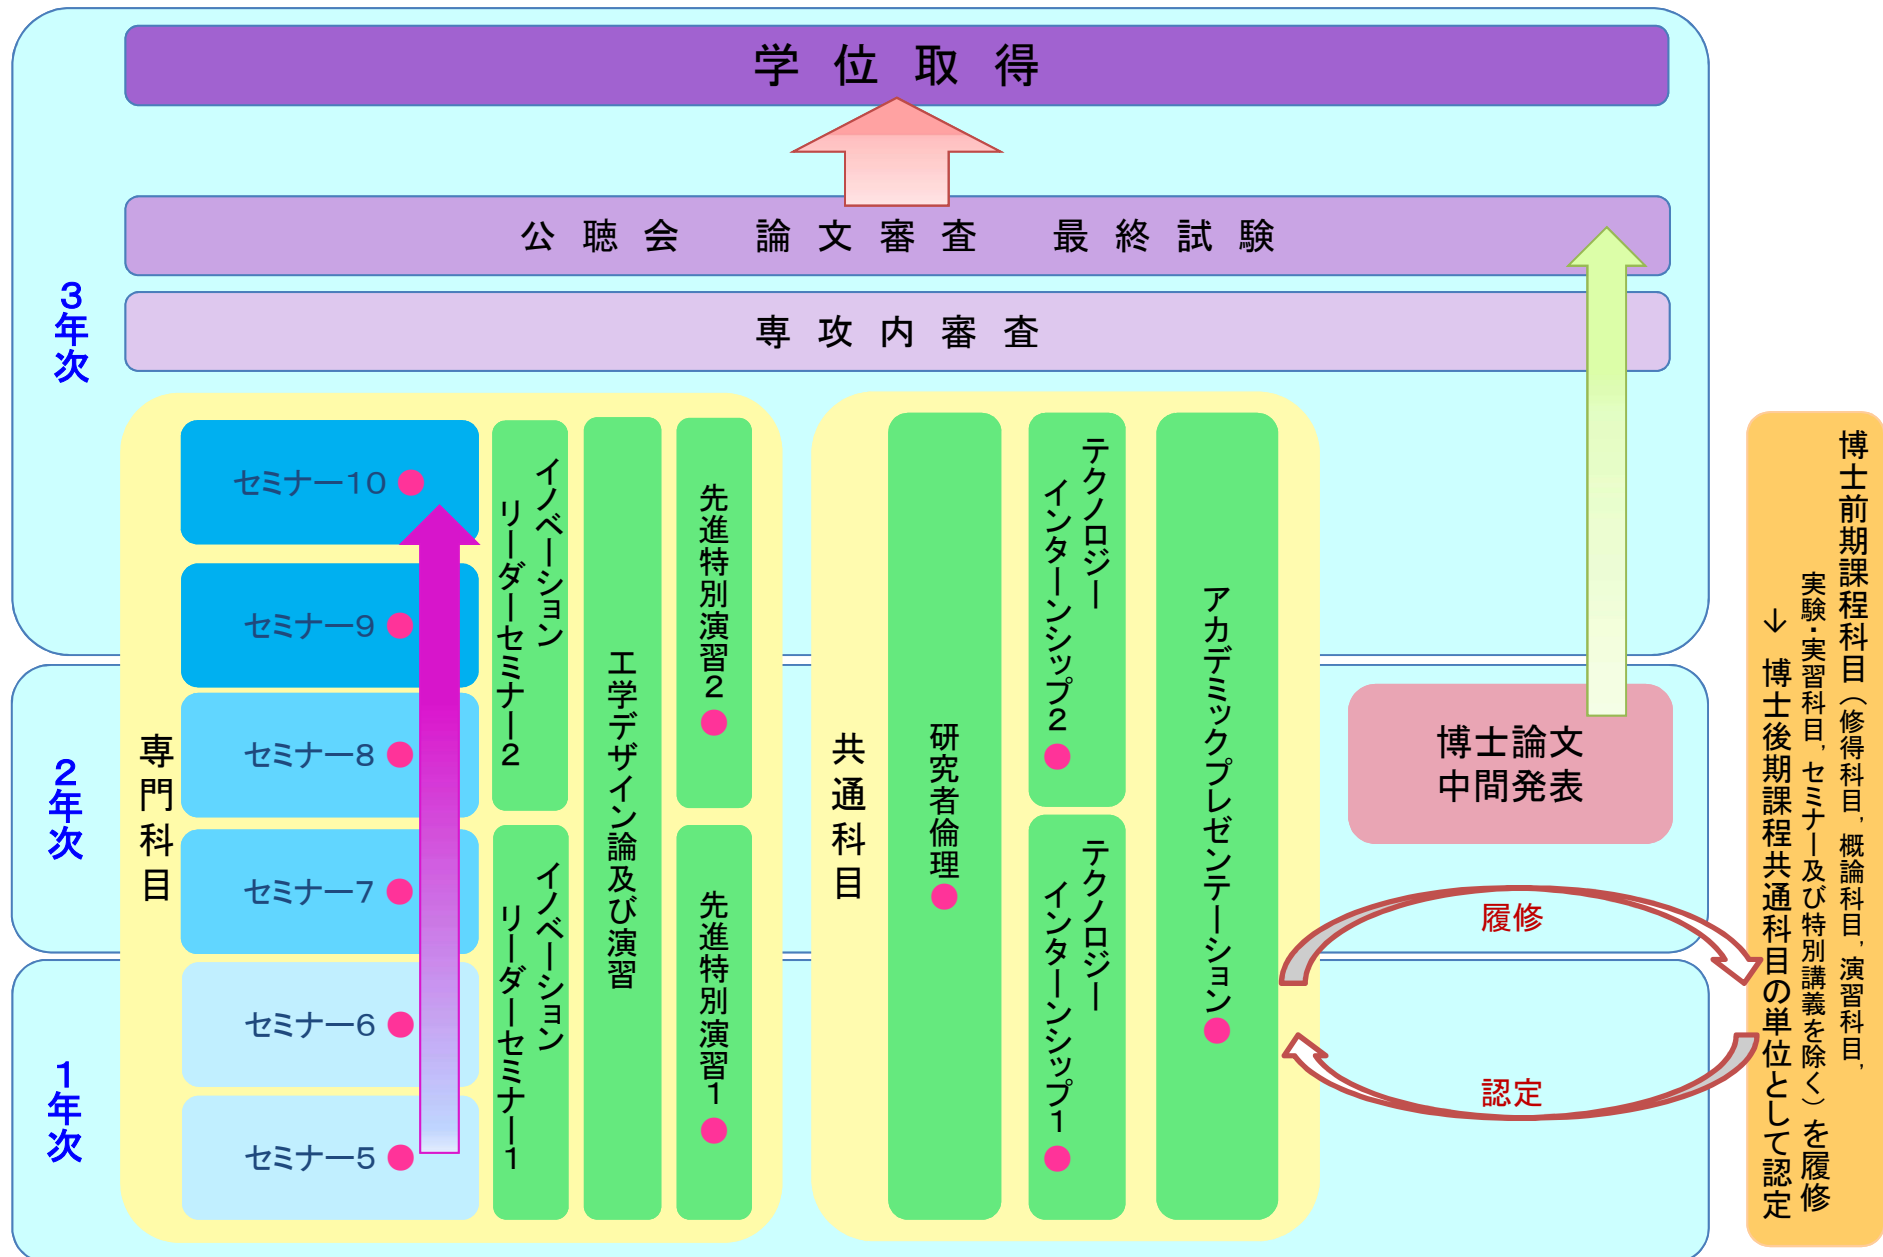 学位取得
公聴会　論文審査　最終試験
専攻内審査
3年次
2年次
1年次
専門科目
セミナー10
セミナー9
セミナー8
セミナー7
セミナー6
セミナー5
イノベーション
リーダーセミナー2
イノベーション
リーダーセミナー1
工学デザイン論及び演習
先進特別演習2
先進特別演習1
共通科目
研究者倫理
テクノロジー
インターンシップ2
テクノロジー
インターンシップ1
アカデミックプレゼンテーション
博士論文
中間発表
履修
認定
博士前期課程科目（修得科目，概論科目，演習科目，
実験・実習科目，セミナー及び特別講義を除く）を履修
↓ 博士後期課程共通科目の単位として認定